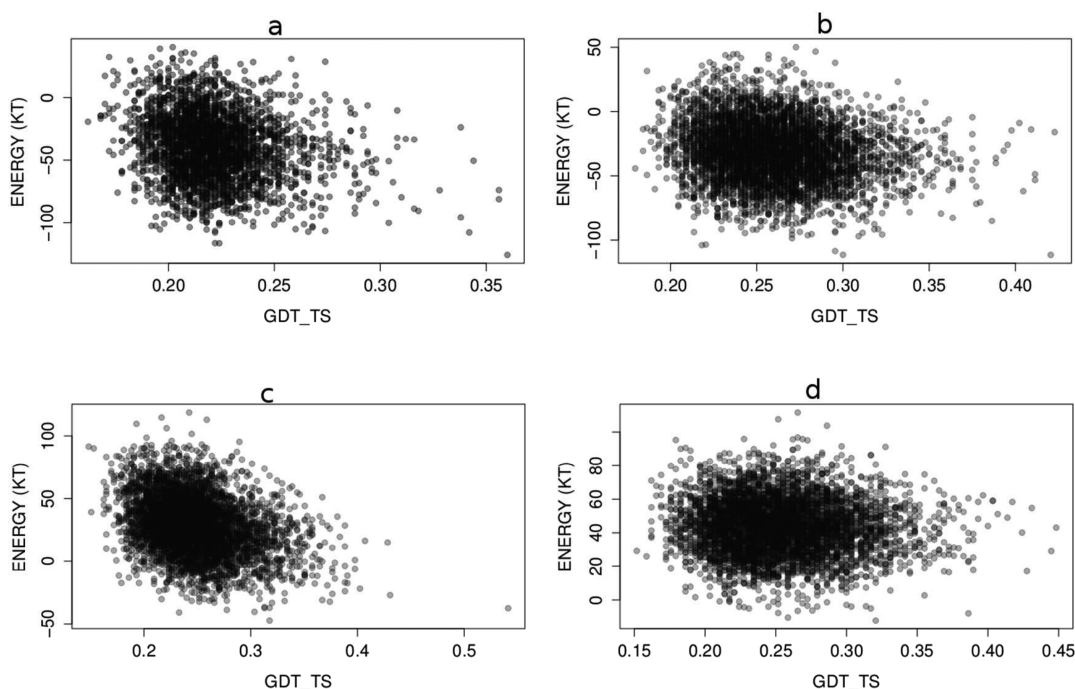 a
ENERGY (KT)
0
−50
−100
0.20 0.25 0.30 0.35
GDT_TS
b
ENERGY (KT)
50
0
−50
−100
0.20 0.25 0.30 0.35 0.40
GDT_TS
c
ENERGY (KT)
100
50
0
−50
0.2 0.3 0.4 0.5
GDT_TS
d
ENERGY (KT)
80
60
40
20
0
0.15 0.20 0.25 0.30 0.35 0.40 0.45
GDT_TS